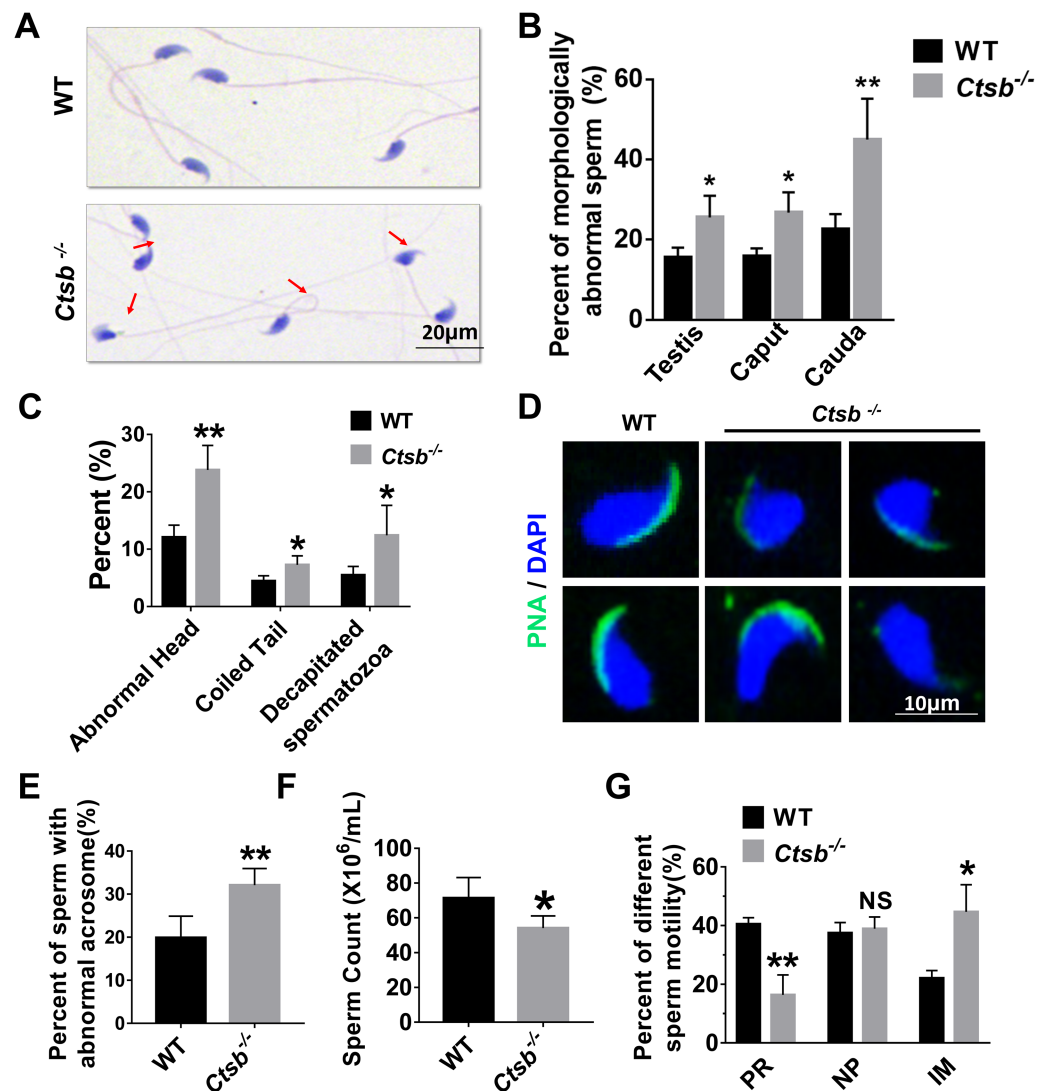 A
WT
Ctsb -/-
20µm
B
WT
Ctsb-/-
Percent of morphologically
abnormal sperm (%)
60
40
20
0
*
*
**
Testis
Caput
Cauda
C
WT
Ctsb-/-
Percent (%)
30
20
10
0
**
*
*
Abnormal Head
Coiled Tail
Decapitated
spermatozoa
D
WT
Ctsb -/-
PNA / DAPI
10µm
E
Percent of sperm with
abnormal acrosome(%)
40
30
20
10
0
**
WT
Ctsb-/-
F
Sperm Count (X10⁶/mL)
100
80
60
40
20
0
*
WT
Ctsb-/-
G
WT
Ctsb-/-
Percent of different
sperm motility(%)
60
40
20
0
**
NS
*
PR
NP
IM